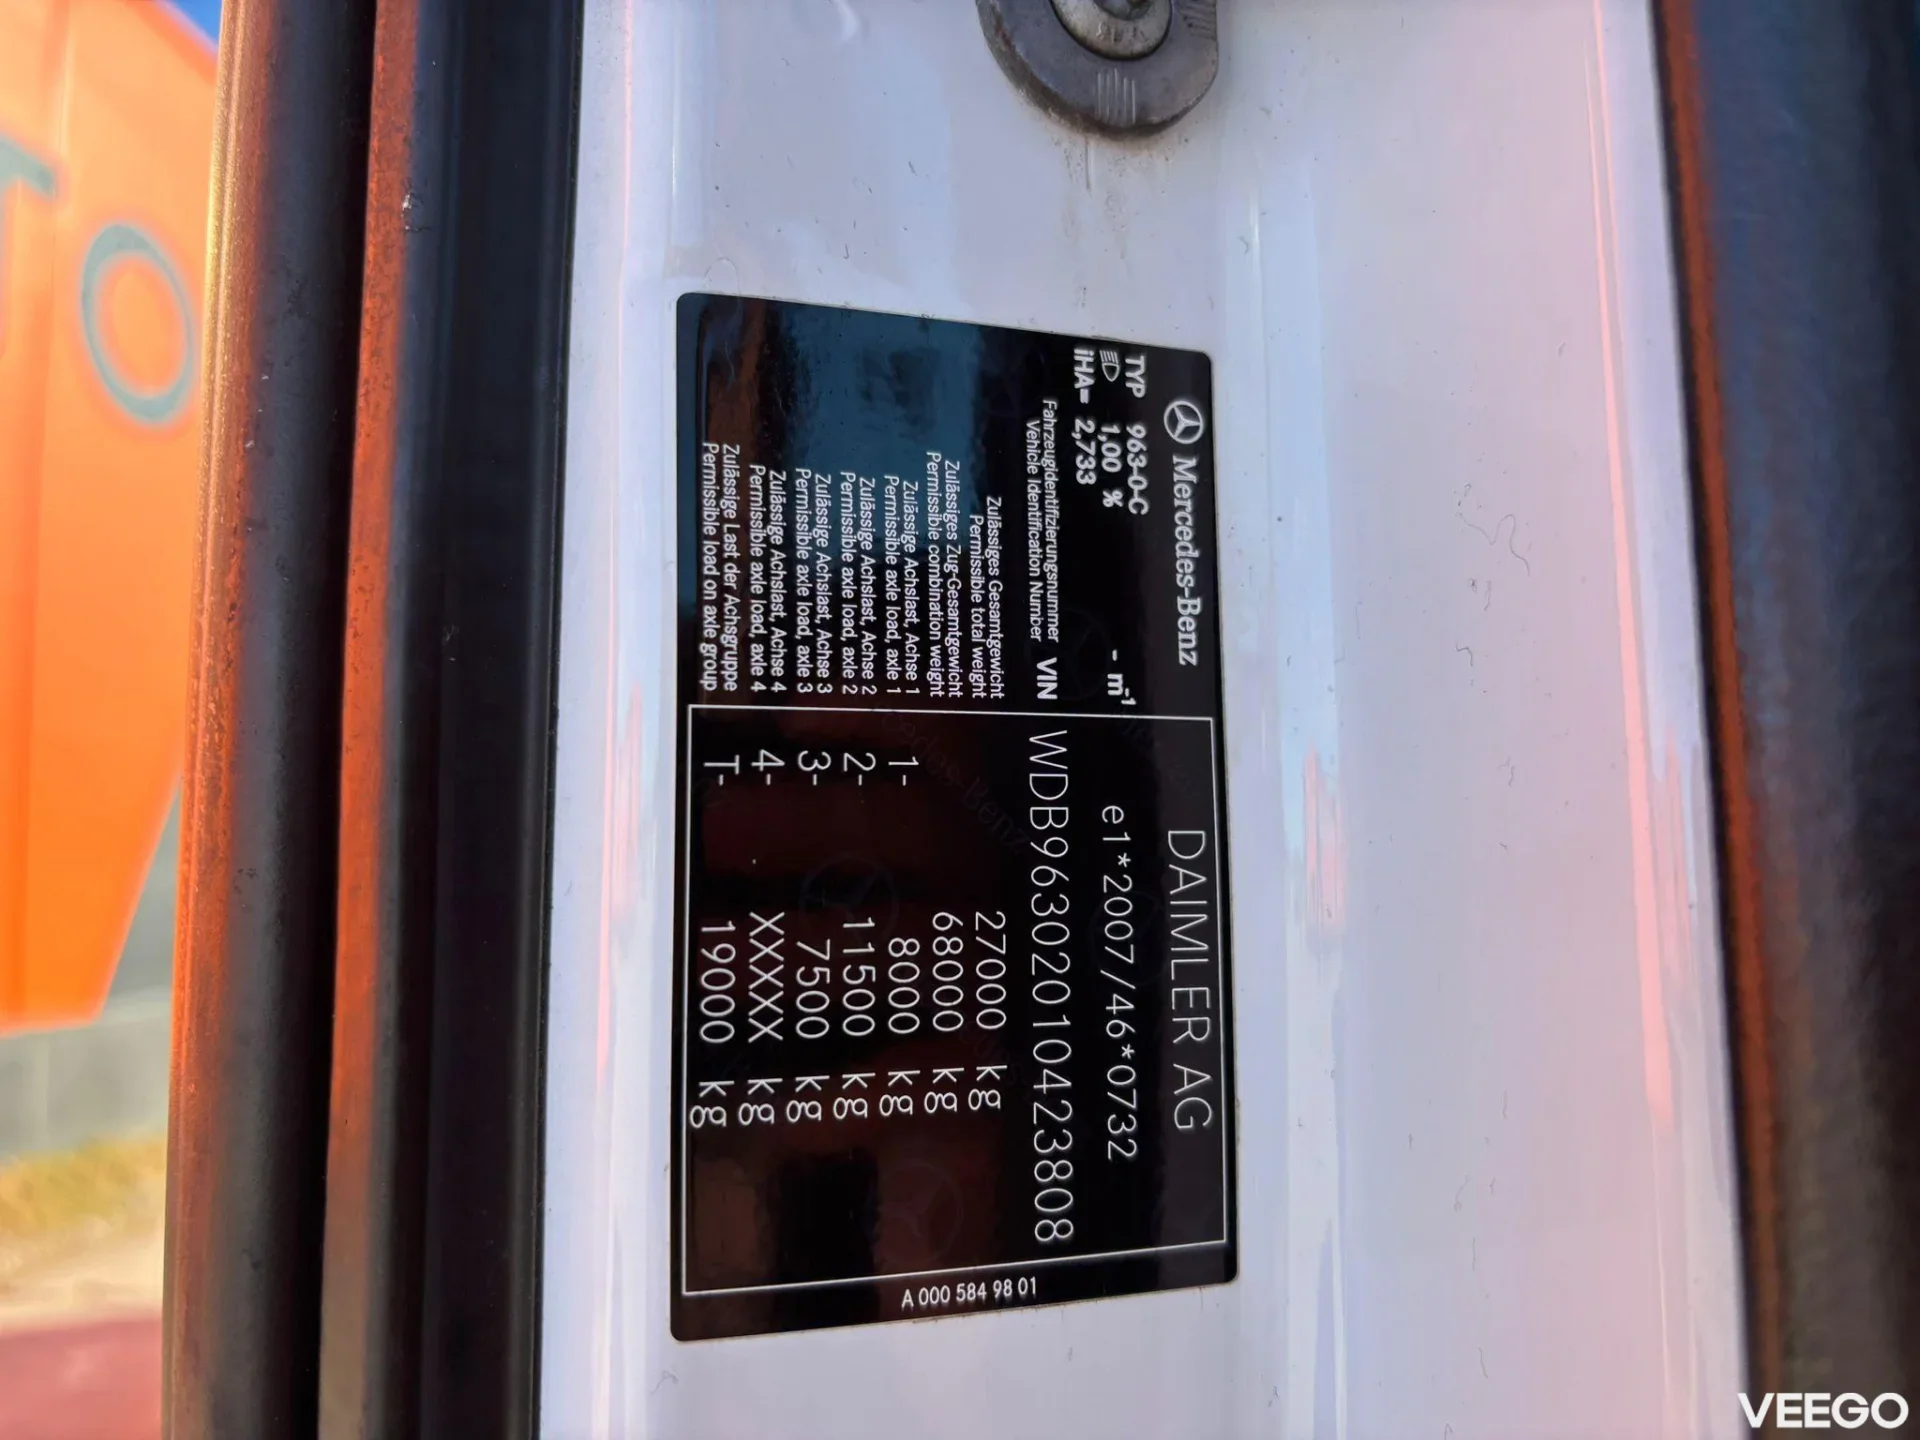 Mercedes-Benz DAIMLER AG
TYP 963-0-C
1,00 % - m⁻¹ e1*2007/46*0732
iHA= 2,733
Fahrzeugidentifizierungsnummer
Vehicle Identification Number VIN WDB96302010423808
Zulässiges Gesamtgewicht
Permissible total weight 27000 kg
Zulässiges Zug-Gesamtgewicht
Permissible combination weight 68000 kg
Zulässige Achslast, Achse 1
Permissible axle load, axle 1 1- 8000 kg
Zulässige Achslast, Achse 2
Permissible axle load, axle 2 2- 11500 kg
Zulässige Achslast, Achse 3
Permissible axle load, axle 3 3- 7500 kg
Zulässige Achslast, Achse 4
Permissible axle load, axle 4 4- XXXXX kg
Zulässige Last der Achsgruppe
Permissible load on axle group T- 19000 kg
A 000 584 98 01
VEEGO